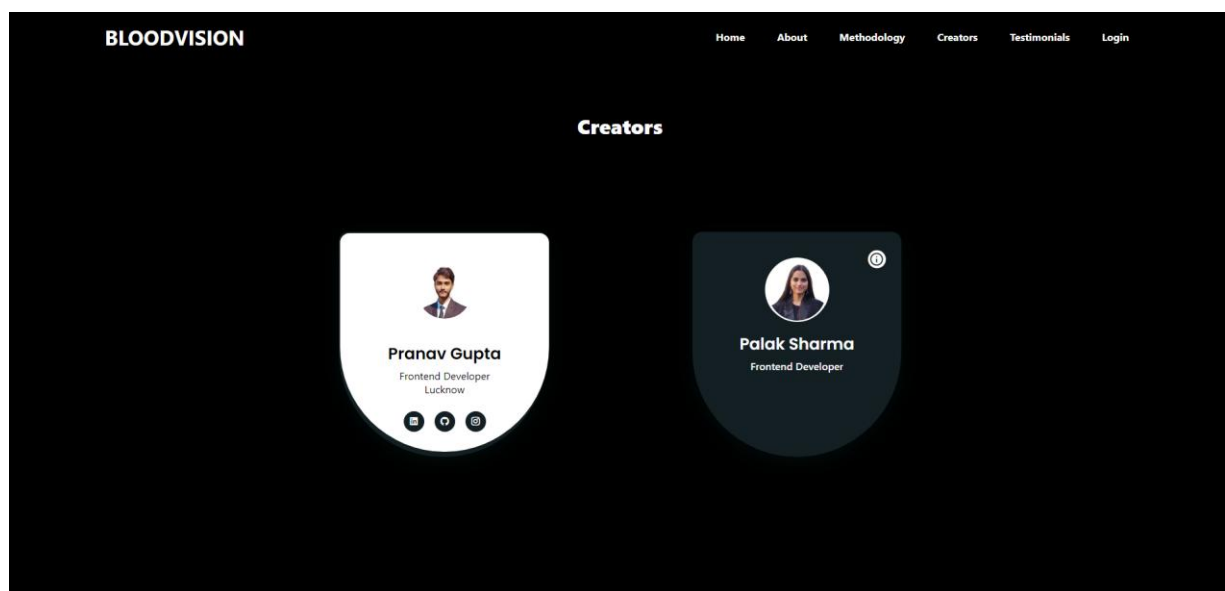 BLOODVISION
Home About Methodology Creators Testimonials Login
Creators
Pranav Gupta
Frontend Developer
Lucknow
Palak Sharma
Frontend Developer